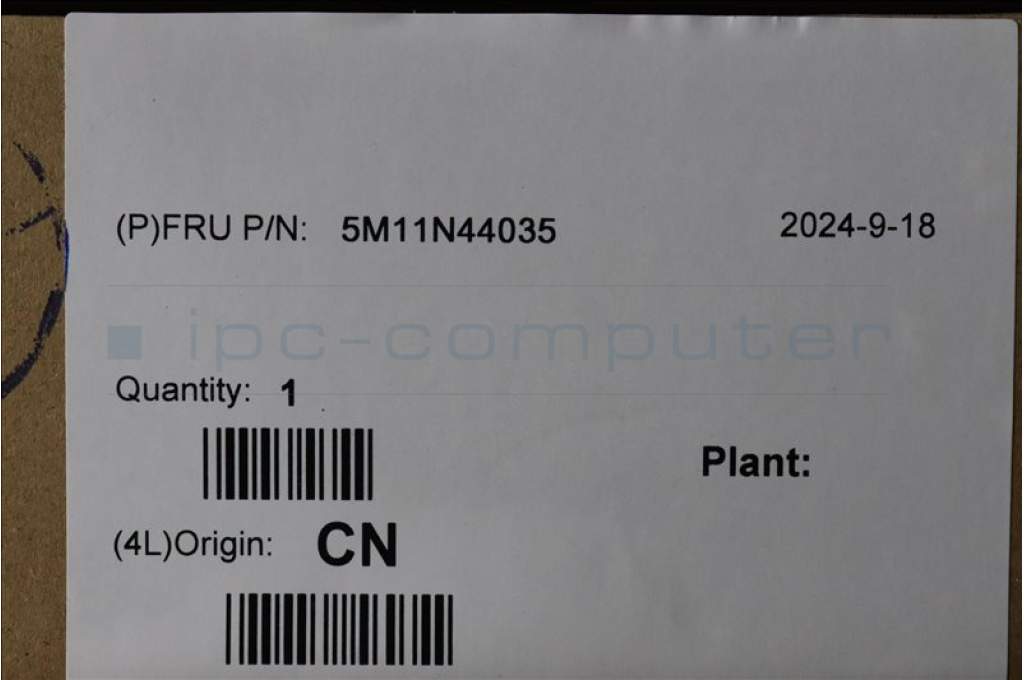 (P)FRU P/N: 5M11N44035 2024-9-18
ipc-computer
Quantity: 1
Plant:
(4L)Origin: CN